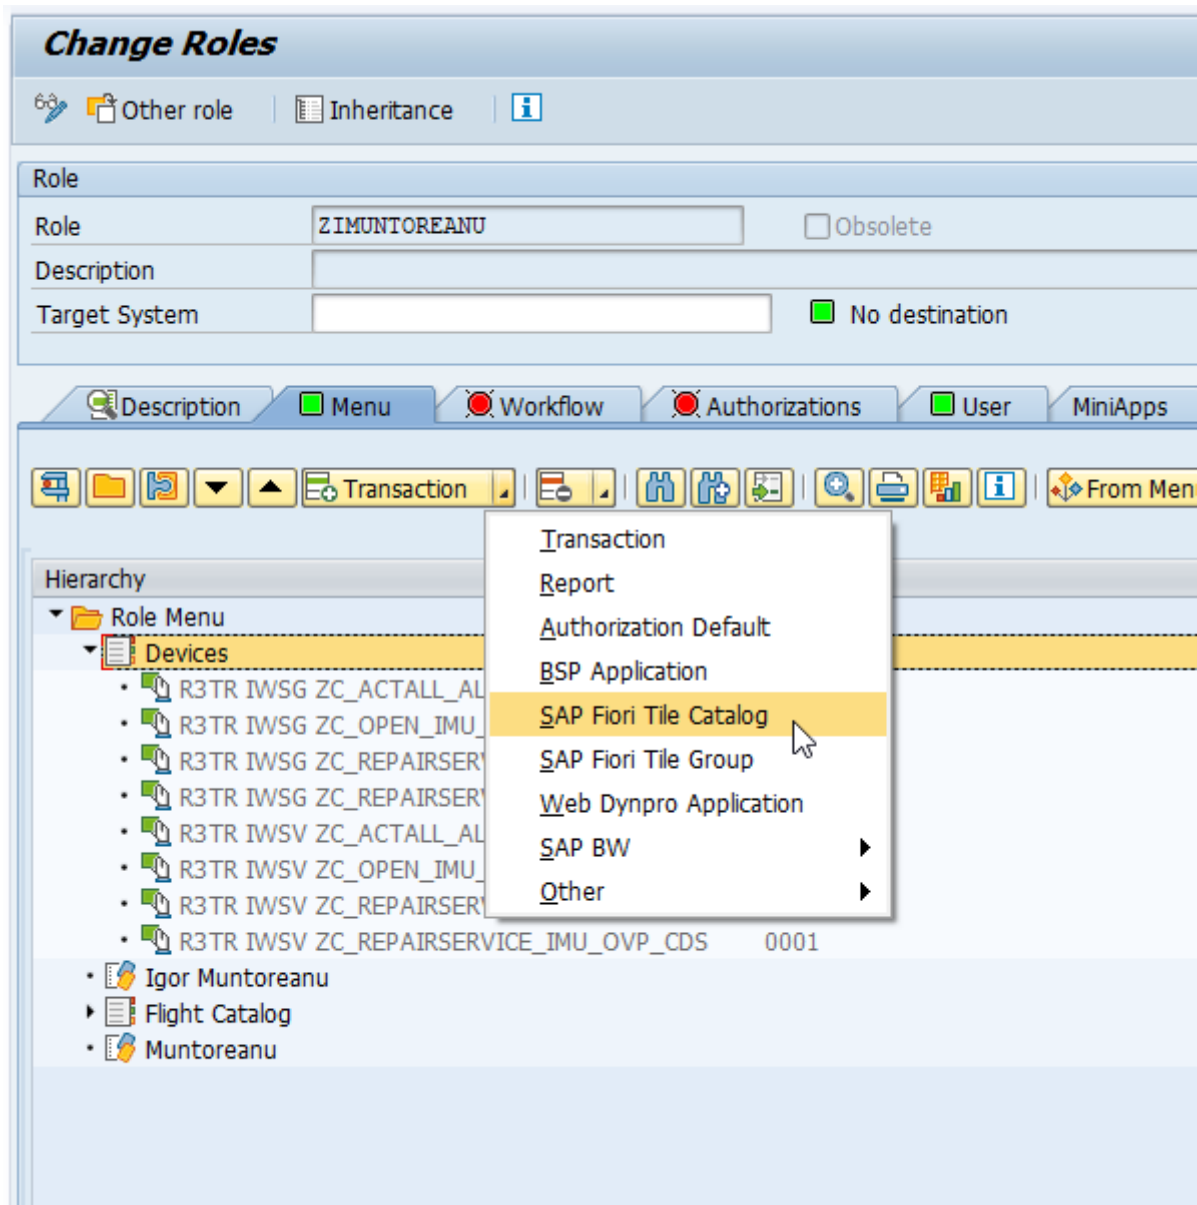 Change Roles
Other role Inheritance
Role
Role ZIMUNTOREANU Obsolete
Description
Target System No destination
Description Menu Workflow Authorizations User MiniApps
Transaction From Menu
Transaction
Report
Authorization Default
BSP Application
SAP Fiori Tile Catalog
SAP Fiori Tile Group
Web Dynpro Application
SAP BW
Other
Hierarchy
Role Menu
Devices
R3TR IWSG ZC_ACTALL_AL
R3TR IWSG ZC_OPEN_IMU_
R3TR IWSG ZC_REPAIRSER
R3TR IWSG ZC_REPAIRSER
R3TR IWSV ZC_ACTALL_AL
R3TR IWSV ZC_OPEN_IMU_
R3TR IWSV ZC_REPAIRSER
R3TR IWSV ZC_REPAIRSERVICE_IMU_OVP_CDS 0001
Igor Muntoreanu
Flight Catalog
Muntoreanu